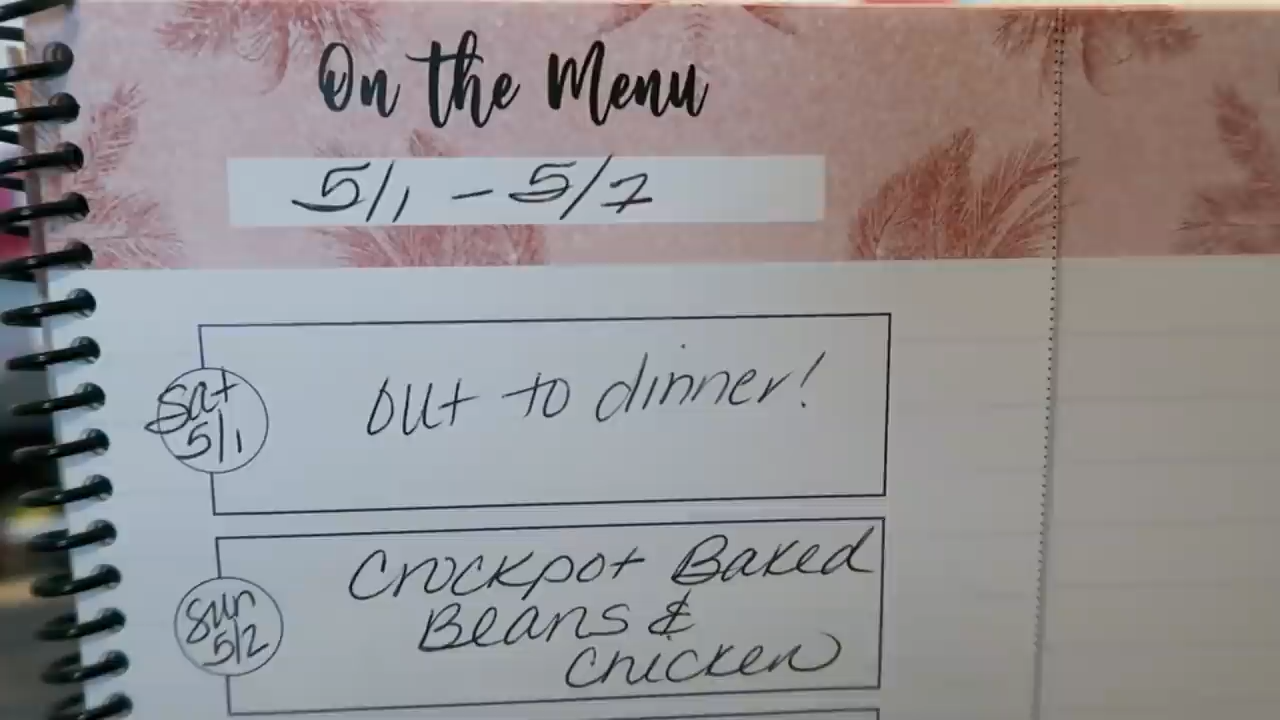 On the Menu
5/1 - 5/7
Sat
5/1
out to dinner!
Sun
5/2
Crockpot Baked
Beans &
Chicken